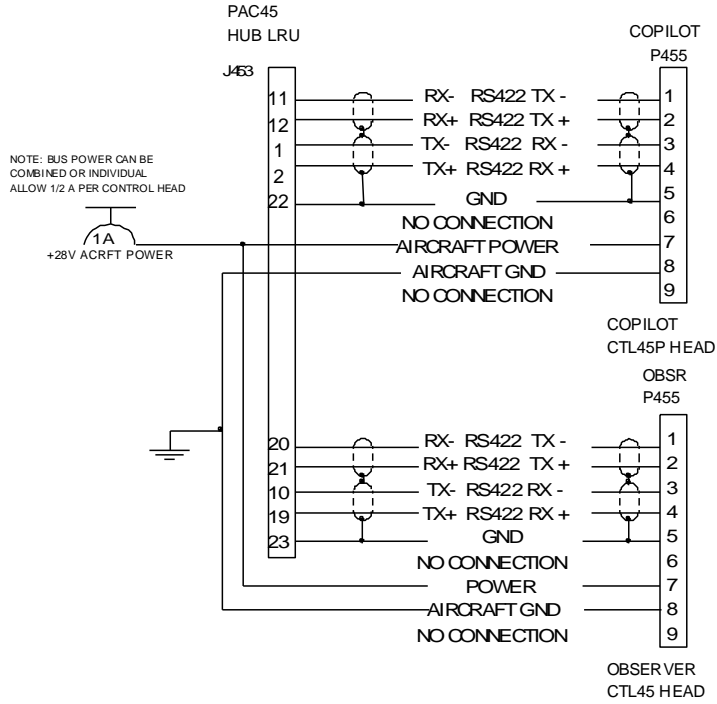 PAC45
HUB LRU
J453
COPILOT
P455
11 RX- RS422 TX - 1
12 RX+ RS422 TX + 2
1 TX- RS422 RX - 3
2 TX+ RS422 RX + 4
22 GND 5
NO CONNECTION 6
AIRCRAFT POWER 7
AIRCRAFT GND 8
NO CONNECTION 9
NOTE: BUS POWER CAN BE
COMBINED OR INDIVIDUAL
ALLOW 1/2 A PER CONTROL HEAD
1A
+28V ACRFT POWER
COPILOT
CTL45P HEAD
OBSR
P455
20 RX- RS422 TX - 1
21 RX+ RS422 TX + 2
10 TX- RS422 RX - 3
19 TX+ RS422 RX + 4
23 GND 5
NO CONNECTION 6
POWER 7
AIRCRAFT GND 8
NO CONNECTION 9
OBSERVER
CTL45 HEAD